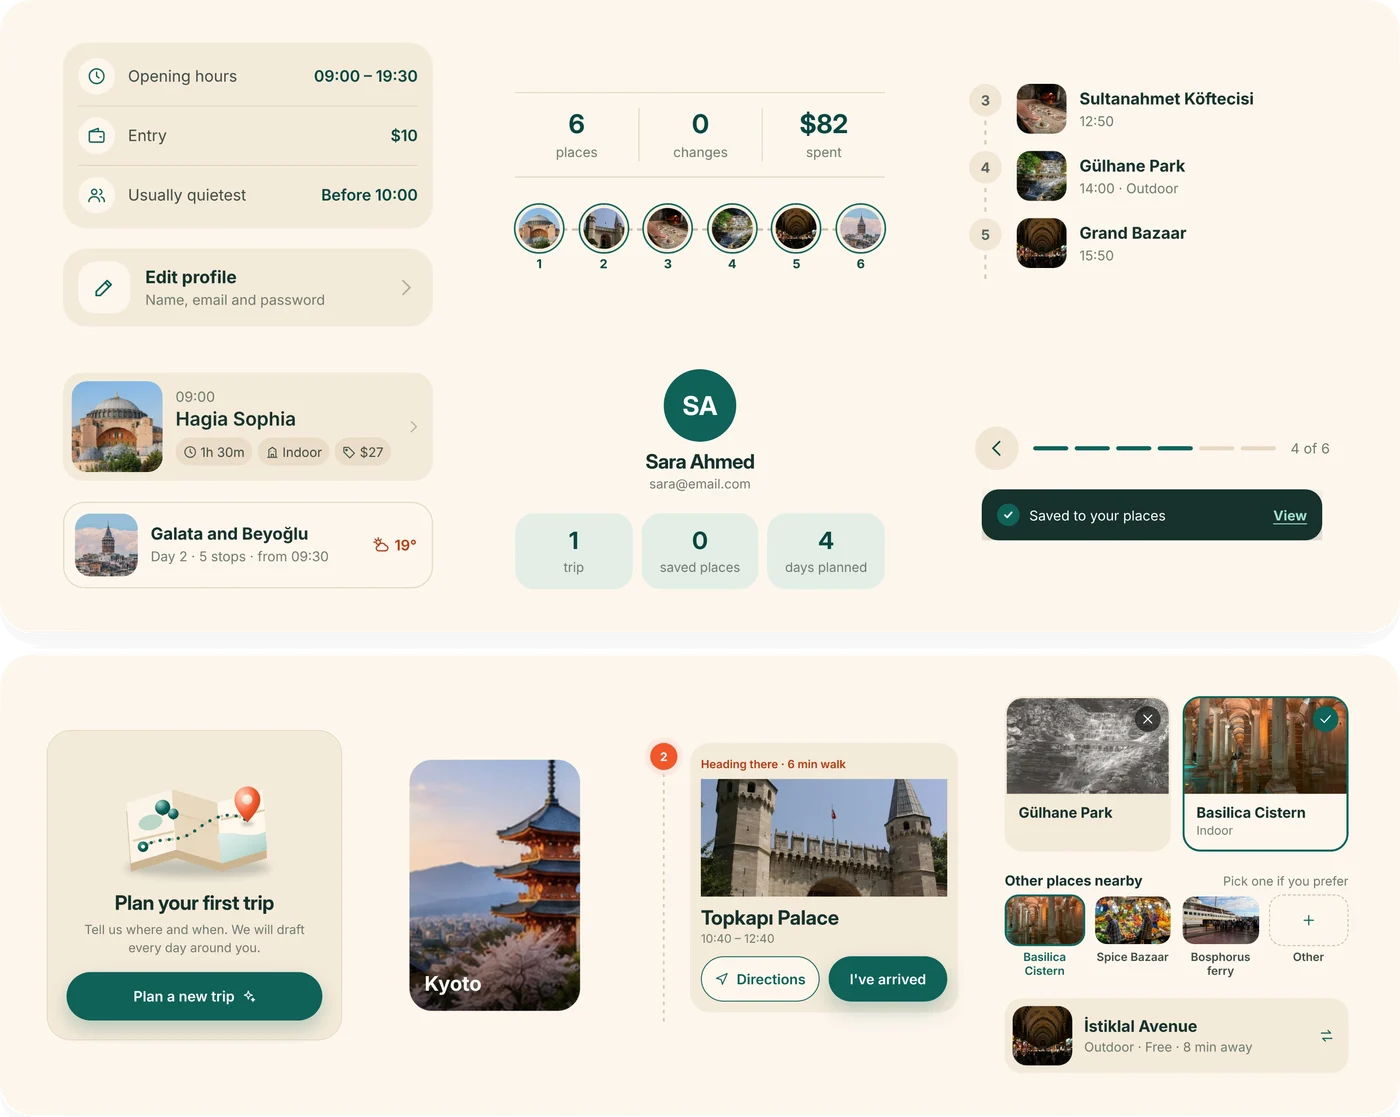 Opening hours
09:00 – 19:30
Entry
$10
Usually quietest
Before 10:00
Edit profile
Name, email and password
09:00
Hagia Sophia
1h 30m
Indoor
$27
Galata and Beyoğlu
Day 2 · 5 stops · from 09:30
19°
6
places
0
changes
$82
spent
1
2
3
4
5
6
SA
Sara Ahmed
sara@email.com
1
trip
0
saved places
4
days planned
3
Sultanahmet Köftecisi
12:50
4
Gülhane Park
14:00 · Outdoor
5
Grand Bazaar
15:50
4 of 6
Saved to your places
View
Plan your first trip
Tell us where and when. We will draft
every day around you.
Plan a new trip
Kyoto
2
Heading there · 6 min walk
Topkapı Palace
10:40 – 12:40
Directions
I've arrived
Gülhane Park
Basilica Cistern
Indoor
Other places nearby
Pick one if you prefer
Basilica
Cistern
Spice Bazaar
Bosphorus
ferry
Other
İstiklal Avenue
Outdoor · Free · 8 min away